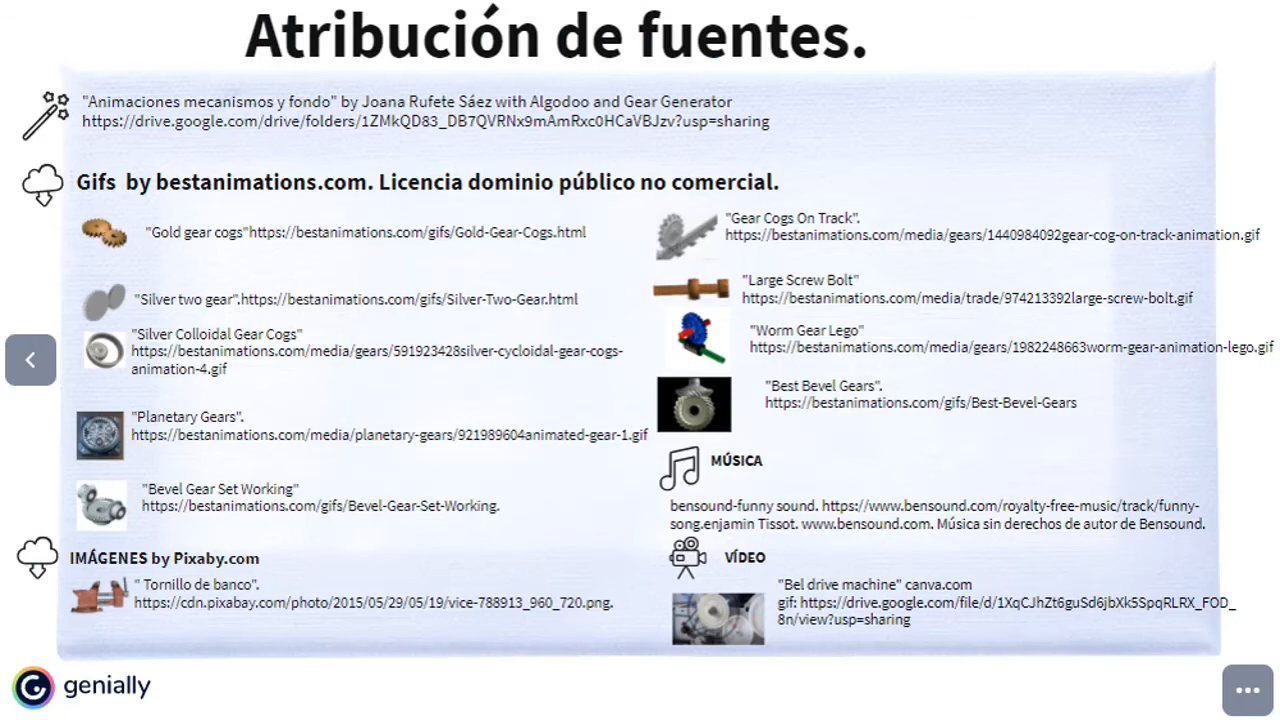 Atribución de fuentes.
"Animaciones mecanismos y fondo" by Joana Rufete Sáez with Algodoo and Gear Generator
https://drive.google.com/drive/folders/1ZMkQD83_DB7QVRNx9mAmRxc0HCaVBJzv?usp=sharing
Gifs by bestanimations.com. Licencia dominio público no comercial.
"Gold gear cogs"https://bestanimations.com/gifs/Gold-Gear-Cogs.html
"Silver two gear".https://bestanimations.com/gifs/Silver-Two-Gear.html
"Silver Colloidal Gear Cogs"
https://bestanimations.com/media/gears/591923428silver-cycloidal-gear-cogs-
animation-4.gif
"Planetary Gears".
https://bestanimations.com/media/planetary-gears/921989604animated-gear-1.gif
"Bevel Gear Set Working"
https://bestanimations.com/gifs/Bevel-Gear-Set-Working.
IMÁGENES by Pixaby.com
" Tornillo de banco".
https://cdn.pixabay.com/photo/2015/05/29/05/19/vice-788913_960_720.png.
"Gear Cogs On Track".
https://bestanimations.com/media/gears/1440984092gear-cog-on-track-animation.gif
"Large Screw Bolt"
https://bestanimations.com/media/trade/974213392large-screw-bolt.gif
"Worm Gear Lego"
https://bestanimations.com/media/gears/1982248663worm-gear-animation-lego.gif
"Best Bevel Gears".
https://bestanimations.com/gifs/Best-Bevel-Gears
MÚSICA
bensound-funny sound. https://www.bensound.com/royalty-free-music/track/funny-
song.enjamin Tissot. www.bensound.com. Música sin derechos de autor de Bensound.
VÍDEO
"Bel drive machine" canva.com
gif: https://drive.google.com/file/d/1XqCJhZt6guSd6jbXk5SpqRLRX_FOD_
8n/view?usp=sharing
genially